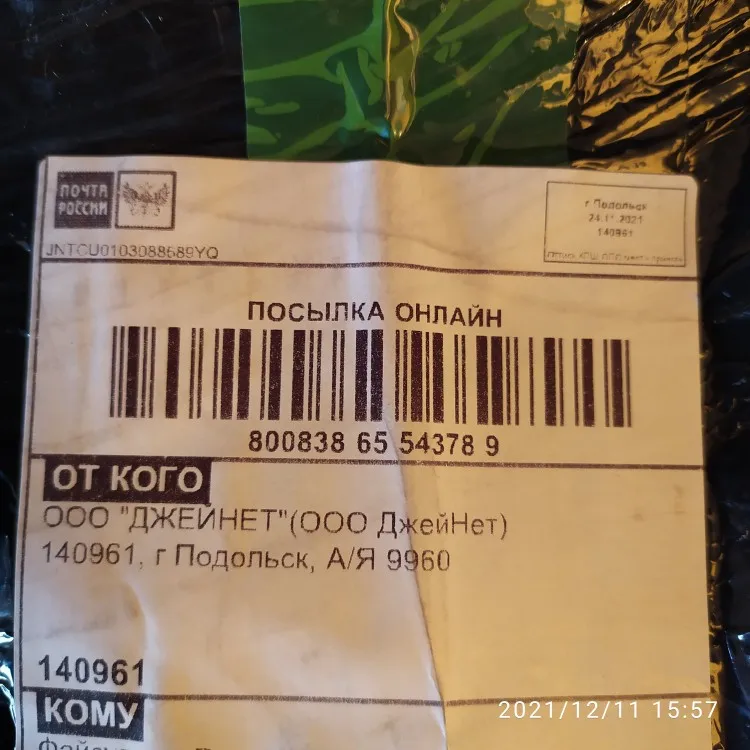 ПОЧТА
РОССИИ
г Подольск
24.11.2021
140961
JNTCU0103088689YQ
ПОСЫЛКА ОНЛАЙН
800838 65 54378 9
ОТ КОГО
ООО "ДЖЕЙНЕТ"(ООО ДжейНет)
140961, г Подольск, А/Я 9960
140961
КОМУ
2021/12/11 15:57